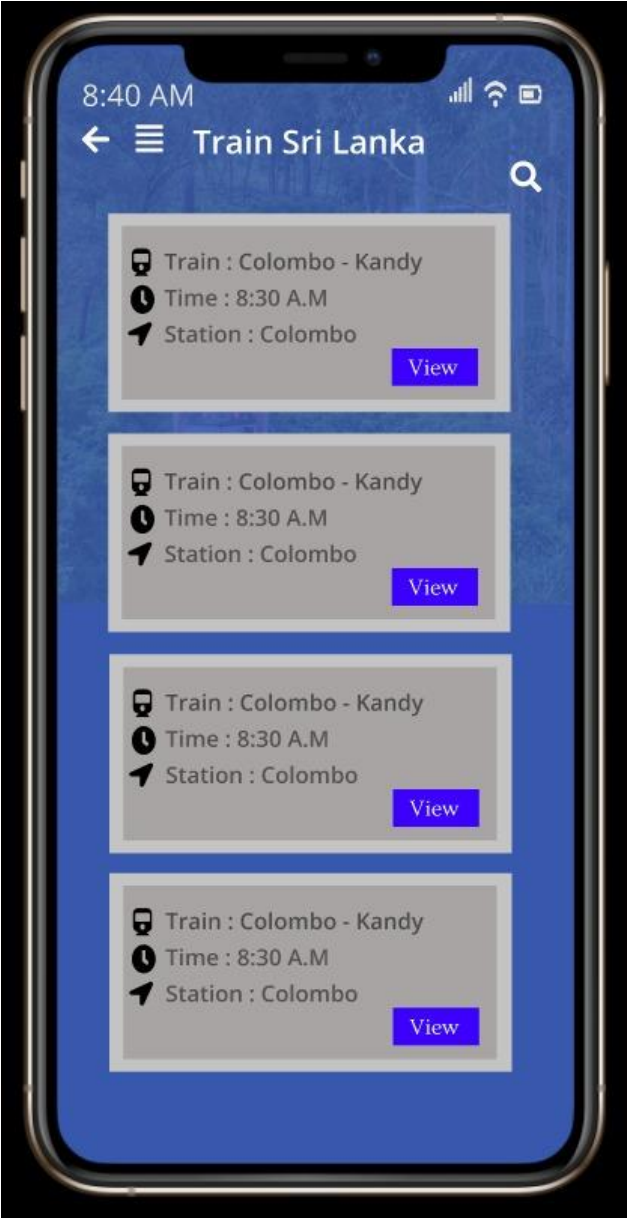 8:40 AM
Train Sri Lanka
Train : Colombo - Kandy
Time : 8:30 A.M
Station : Colombo
View
Train : Colombo - Kandy
Time : 8:30 A.M
Station : Colombo
View
Train : Colombo - Kandy
Time : 8:30 A.M
Station : Colombo
View
Train : Colombo - Kandy
Time : 8:30 A.M
Station : Colombo
View